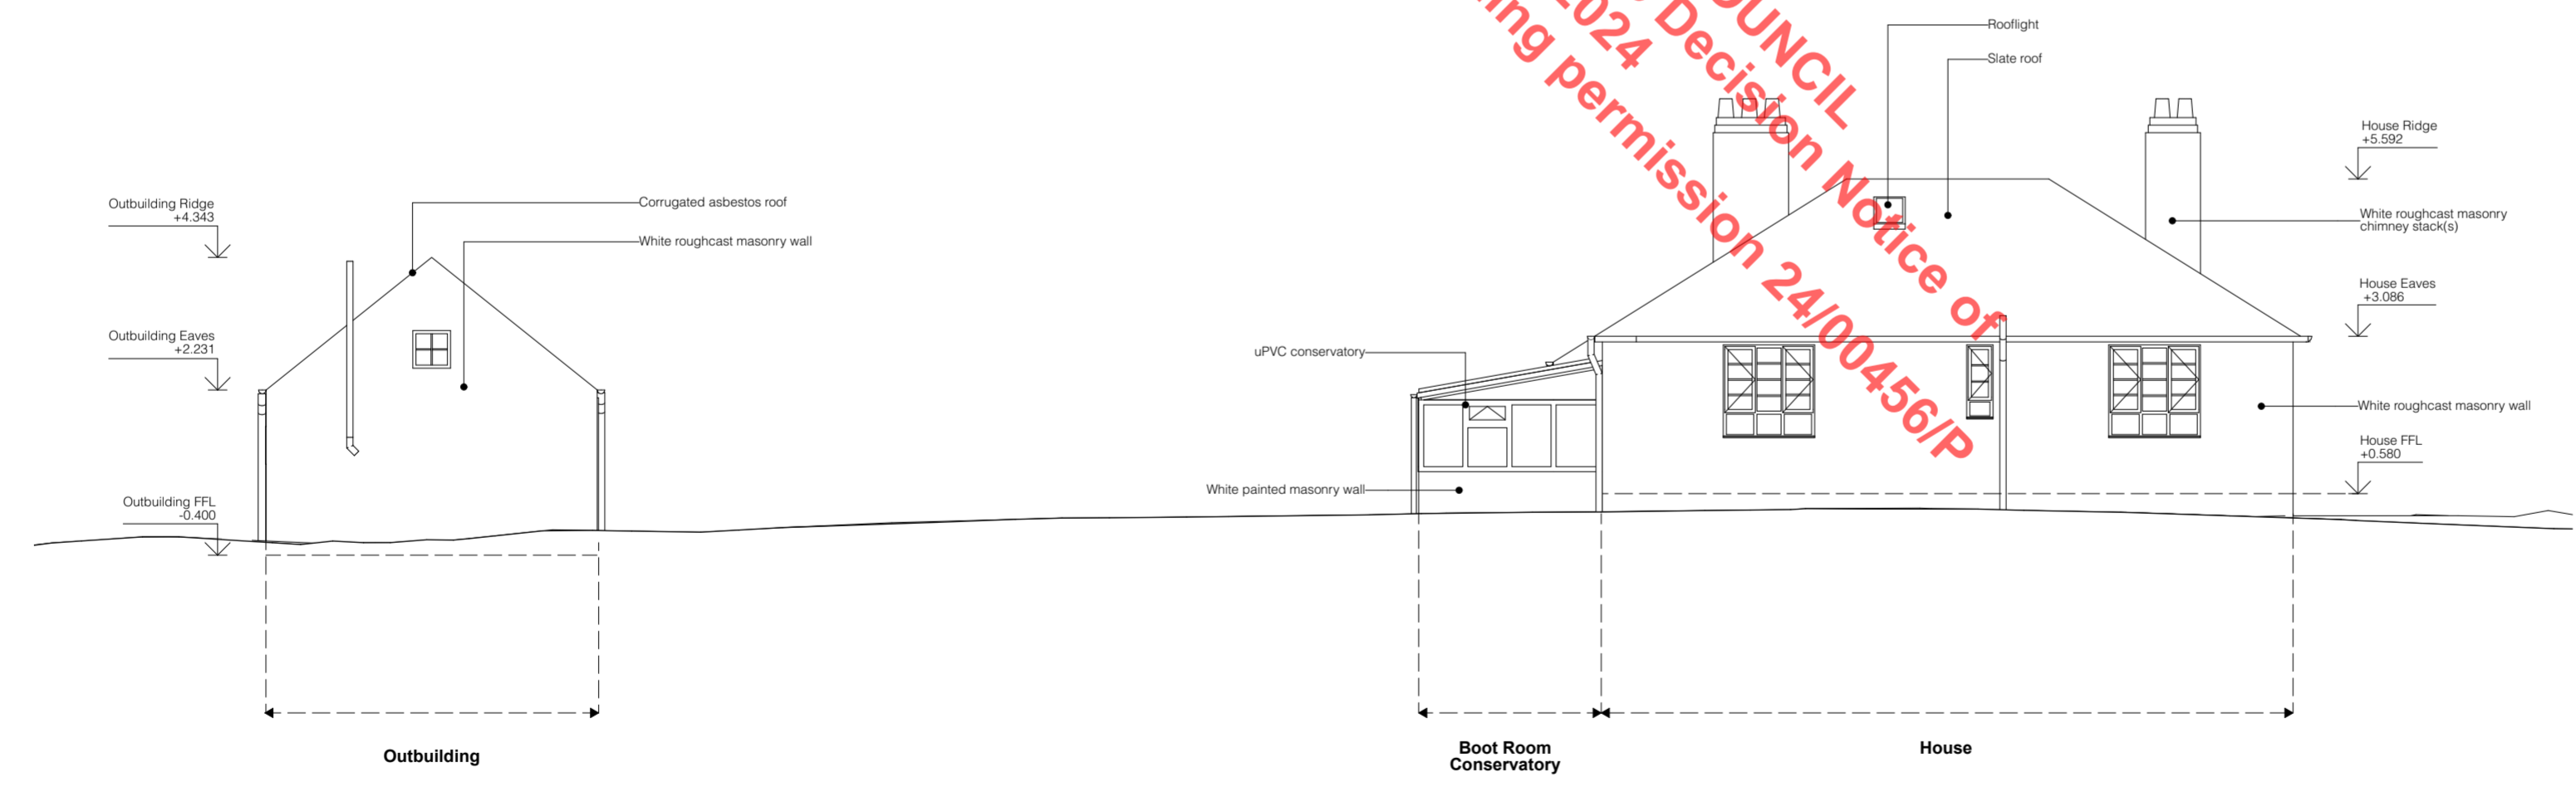 COUNCIL
2024
Decision Notice of
permission 24/00456/P
Rooflight
Slate roof
House Ridge
+5.592
Outbuilding Ridge
+4.343
Corrugated asbestos roof
White roughcast masonry
chimney stack(s)
White roughcast masonry wall
House Eaves
+3.086
Outbuilding Eaves
+2.231
uPVC conservatory
White roughcast masonry wall
House FFL
+0.580
White painted masonry wall
Outbuilding FFL
-0.400
Outbuilding
Boot Room
Conservatory
House